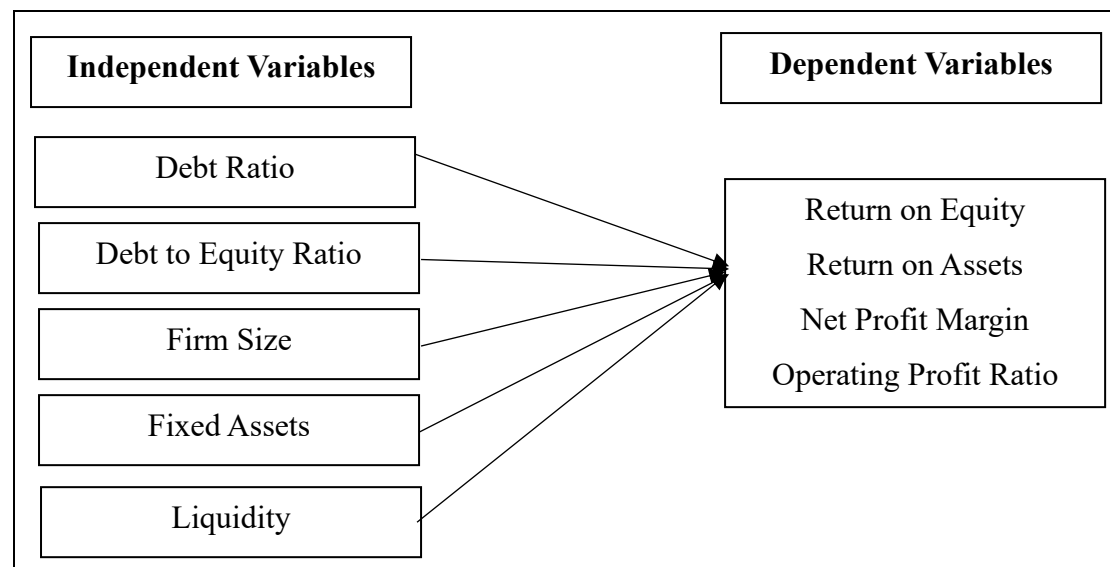 Independent Variables
Debt Ratio
Debt to Equity Ratio
Firm Size
Fixed Assets
Liquidity
Dependent Variables
Return on Equity
Return on Assets
Net Profit Margin
Operating Profit Ratio